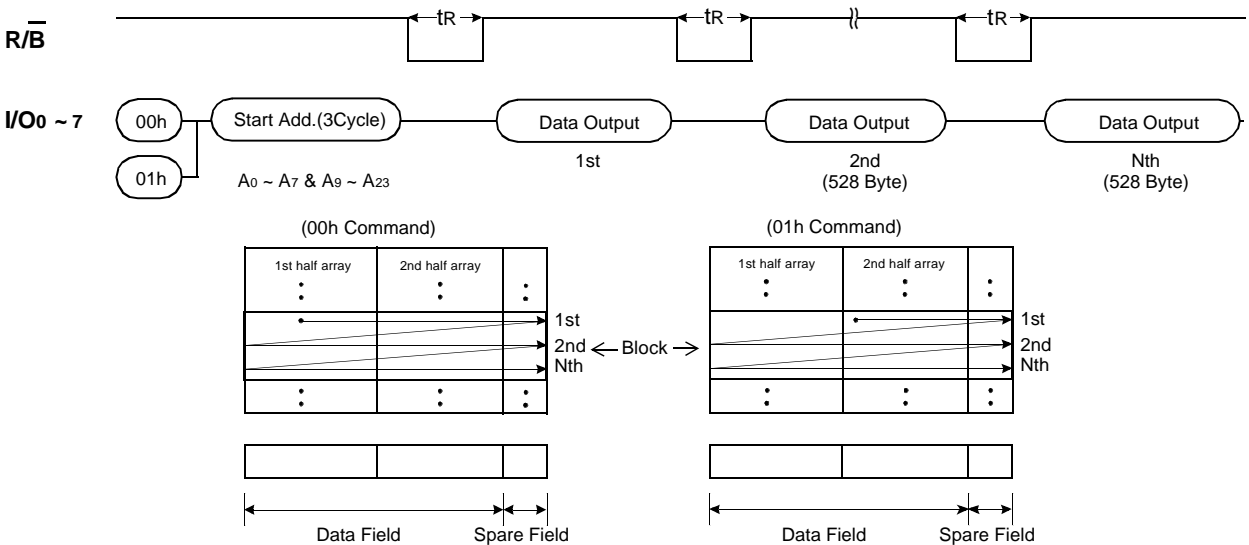 R/B
tR
tR
tR
I/O0 ~ 7
00h
Start Add.(3Cycle)
Data Output
Data Output
Data Output
01h
A0 ~ A7 & A9 ~ A23
1st
2nd
(528 Byte)
Nth
(528 Byte)
(00h Command)
1st half array
2nd half array
1st
2nd
Nth
Block
(01h Command)
1st half array
2nd half array
1st
2nd
Nth
Data Field
Spare Field
Data Field
Spare Field